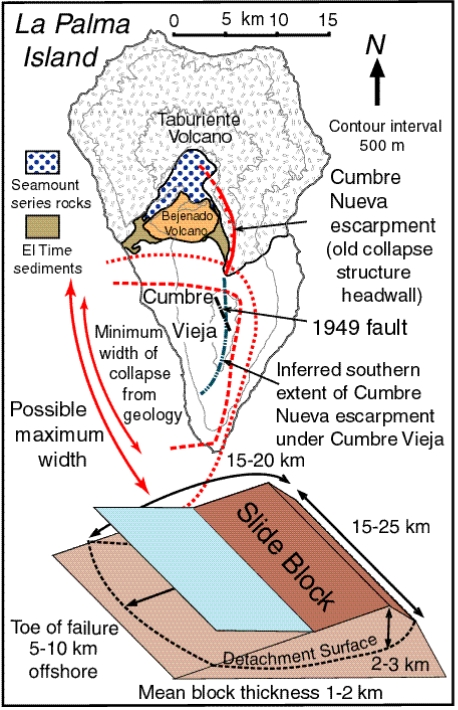 La Palma
Island
0 5 km 10 15
N
Contour interval
500 m
Taburiente
Volcano
Seamount
series rocks
Bejenado
Volcano
El Time
sediments
Cumbre
Nueva
escarpment
(old collapse
structure
headwall)
Cumbre
Vieja
1949 fault
Minimum
width of
collapse
from
geology
Inferred southern
extent of Cumbre
Nueva escarpment
under Cumbre Vieja
Possible
maximum
width
15-20 km
15-25 km
Slide Block
Toe of failure
5-10 km
offshore
Detachment Surface
2-3 km
Mean block thickness 1-2 km